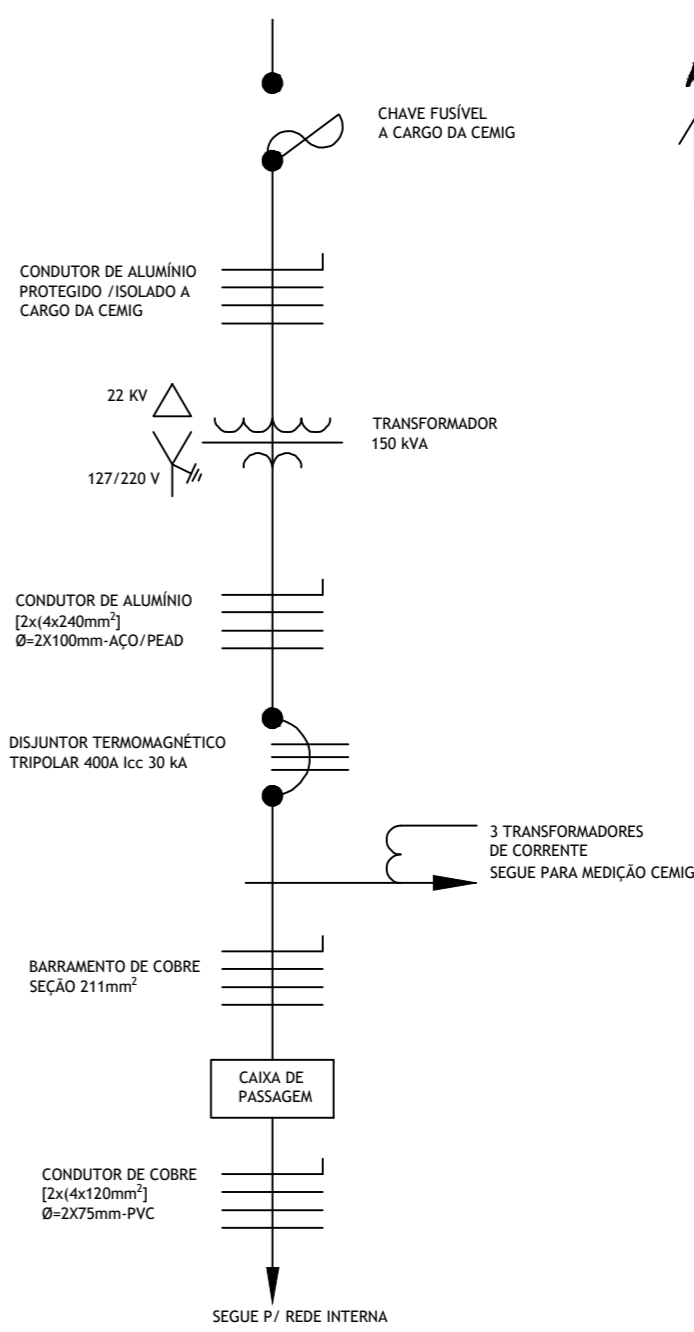 CHAVE FUSÍVEL
A CARGO DA CEMIG
CONDUTOR DE ALUMÍNIO
PROTEGIDO /ISOLADO A
CARGO DA CEMIG
22 KV
TRANSFORMADOR
150 kVA
127/220 V
CONDUTOR DE ALUMÍNIO
[2x(4x240mm²]
Ø=2X100mm-AÇO/PEAD
DISJUNTOR TERMOMAGNÉTICO
TRIPOLAR 400A Icc 30 kA
3 TRANSFORMADORES
DE CORRENTE
SEGUE PARA MEDIÇÃO CEMIG
BARRAMENTO DE COBRE
SEÇÃO 211mm²
CAIXA DE
PASSAGEM
CONDUTOR DE COBRE
[2x(4x120mm²]
Ø=2X75mm-PVC
SEGUE P/ REDE INTERNA